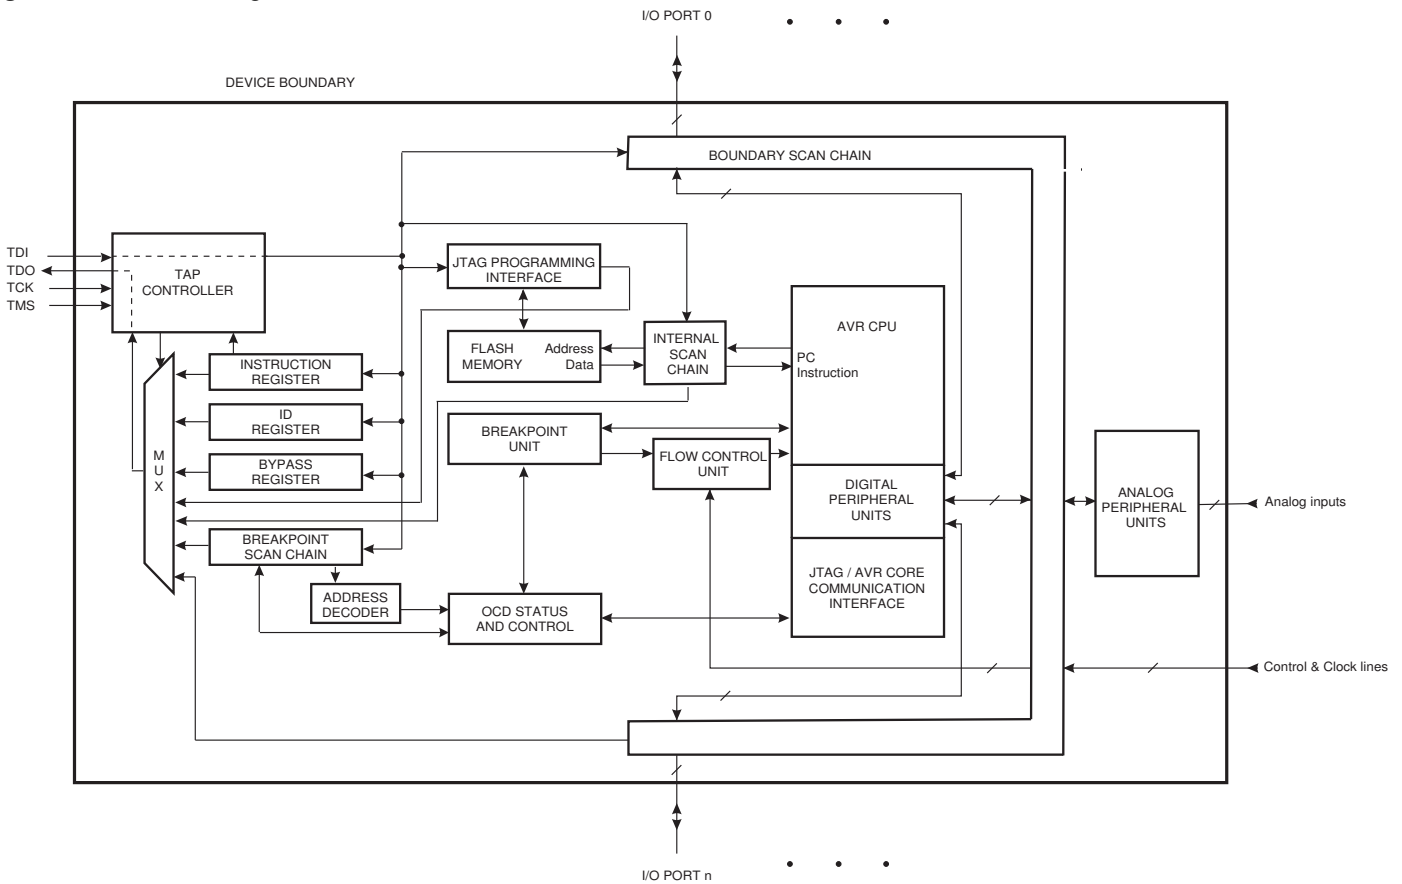 I/O PORT 0
DEVICE BOUNDARY
BOUNDARY SCAN CHAIN
TDI
TDO
TCK
TMS
TAP
CONTROLLER
JTAG PROGRAMMING
INTERFACE
AVR CPU
FLASH
MEMORY
Address
Data
INTERNAL
SCAN
CHAIN
PC
Instruction
INSTRUCTION
REGISTER
ID
REGISTER
BREAKPOINT
UNIT
FLOW CONTROL
UNIT
BYPASS
REGISTER
M
U
X
DIGITAL
PERIPHERAL
UNITS
ANALOG
PERIPHERAL
UNITS
Analog inputs
BREAKPOINT
SCAN CHAIN
ADDRESS
DECODER
OCD STATUS
AND CONTROL
JTAG / AVR CORE
COMMUNICATION
INTERFACE
Control & Clock lines
I/O PORT n